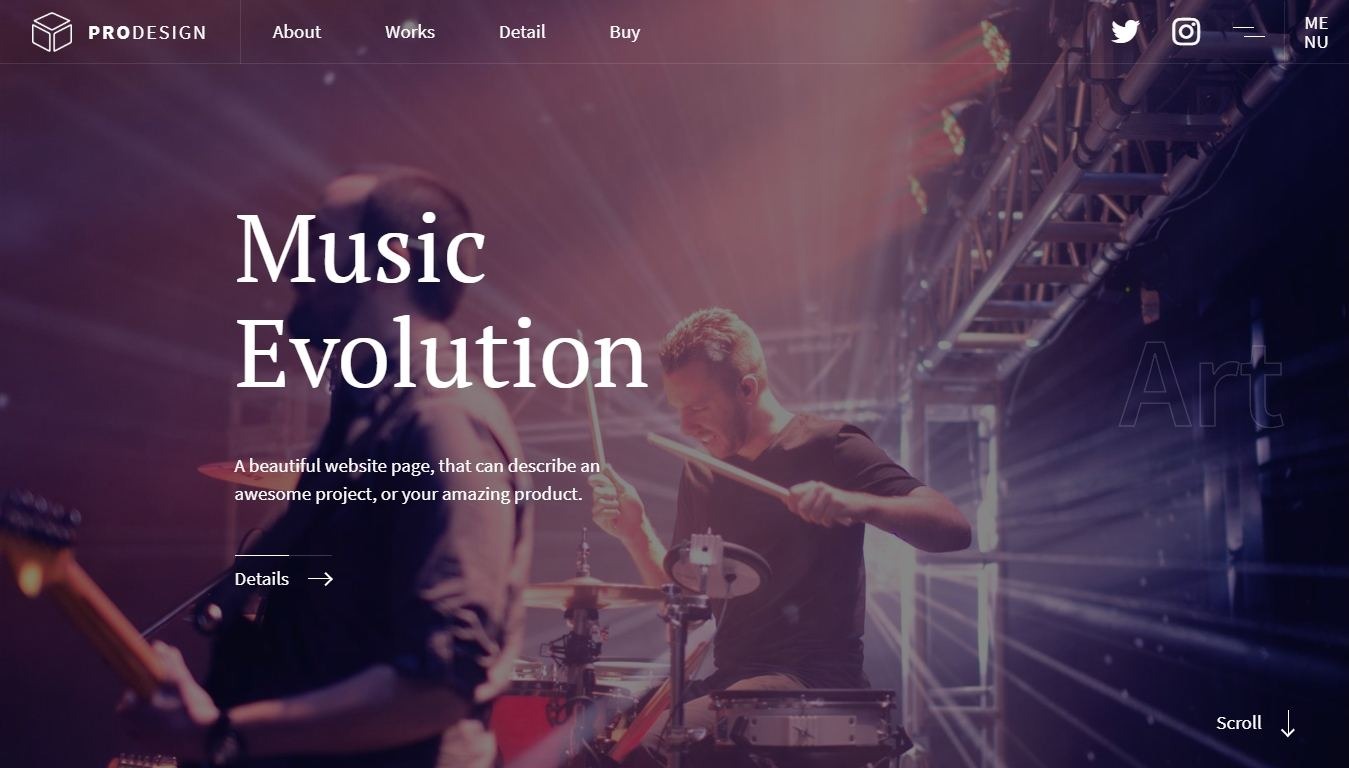 PRODESIGN
About
Works
Detail
Buy
ME
NU
Music
Evolution
Art
A beautiful website page, that can describe an
awesome project, or your amazing product.
Details
Scroll